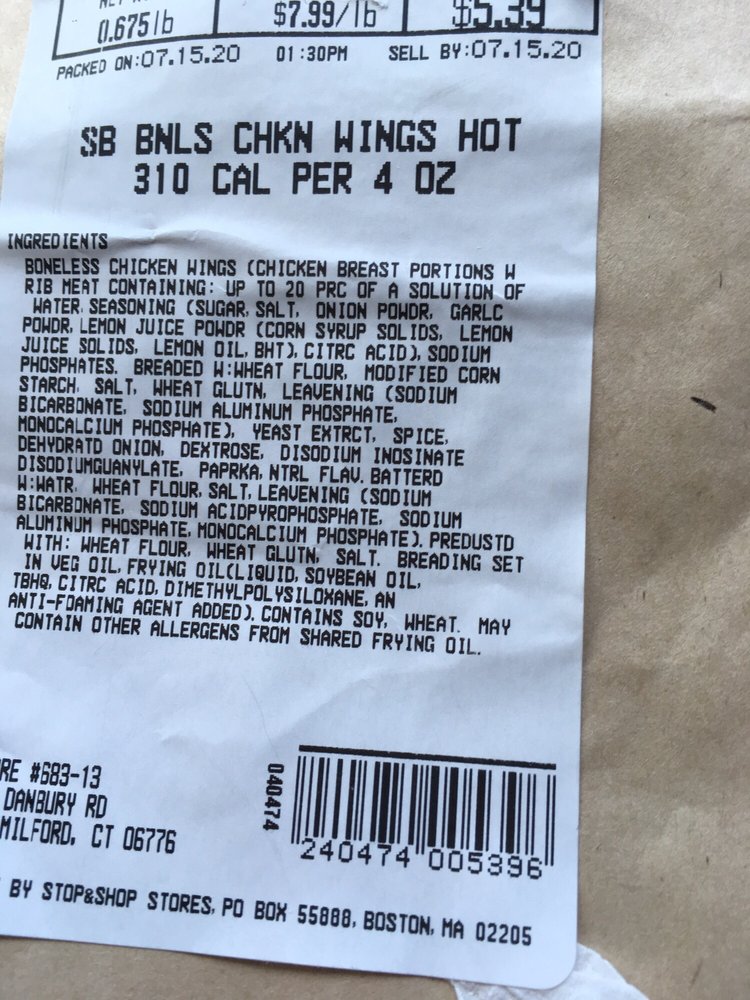 0.675lb $7.99/lb $5.39
PACKED ON:07.15.20 01:30PM SELL BY:07.15.20
SB BNLS CHKN WINGS HOT
310 CAL PER 4 OZ
INGREDIENTS
BONELESS CHICKEN WINGS (CHICKEN BREAST PORTIONS W
RIB MEAT CONTAINING: UP TO 20 PRC OF A SOLUTION OF
WATER, SEASONING (SUGAR, SALT, ONION POWDR, GARLC
POWDR, LEMON JUICE POWDR (CORN SYRUP SOLIDS, LEMON
JUICE SOLIDS, LEMON OIL, BHT), CITRC ACID), SODIUM
PHOSPHATES. BREADED W:WHEAT FLOUR, MODIFIED CORN
STARCH, SALT, WHEAT GLUTN, LEAVENING (SODIUM
BICARBONATE, SODIUM ALUMINUM PHOSPHATE,
MONOCALCIUM PHOSPHATE), YEAST EXTRCT, SPICE,
DEHYDRATD ONION, DEXTROSE, DISODIUM INOSINATE
DISODIUMGUANYLATE, PAPRKA, NTRL FLAV. BATTERD
W:WATR, WHEAT FLOUR, SALT, LEAVENING (SODIUM
BICARBONATE, SODIUM ACIDPYROPHOSPHATE, SODIUM
ALUMINUM PHOSPHATE, MONOCALCIUM PHOSPHATE). PREDUSTD
WITH: WHEAT FLOUR, WHEAT GLUTN, SALT. BREADING SET
IN VEG OIL, FRYING OIL(LIQUID, SOYBEAN OIL,
TBHQ, CITRC ACID, DIMETHYLPOLYSILOXANE, AN
ANTI-FOAMING AGENT ADDED). CONTAINS SOY, WHEAT. MAY
CONTAIN OTHER ALLERGENS FROM SHARED FRYING OIL.
RE #683-13
DANBURY RD
MILFORD, CT 06776
040474
240474 005396
BY STOP&SHOP STORES, PO BOX 55888, BOSTON, MA 02205